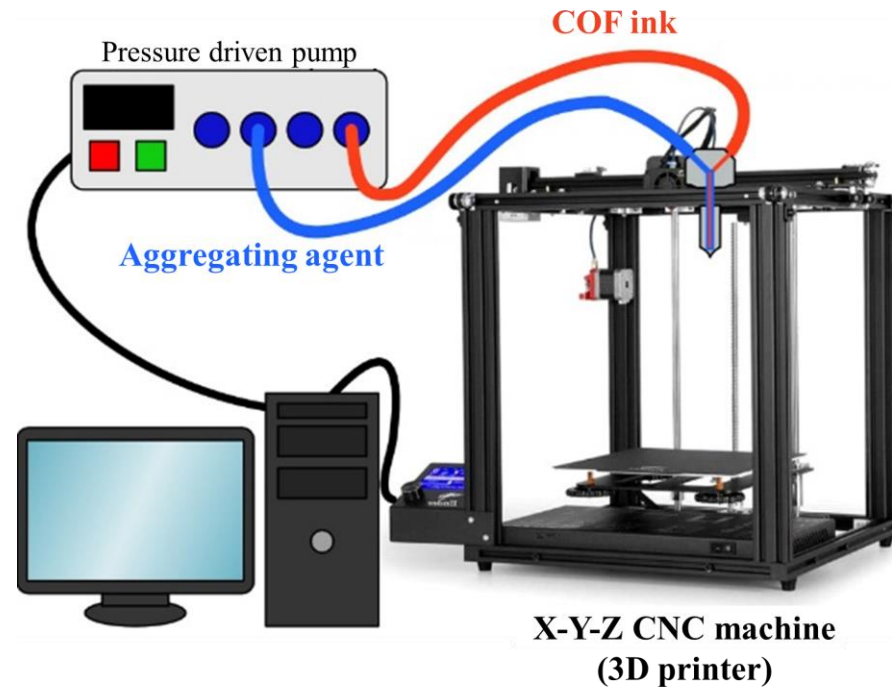 COF ink
Pressure driven pump
Aggregating agent
X-Y-Z CNC machine
(3D printer)